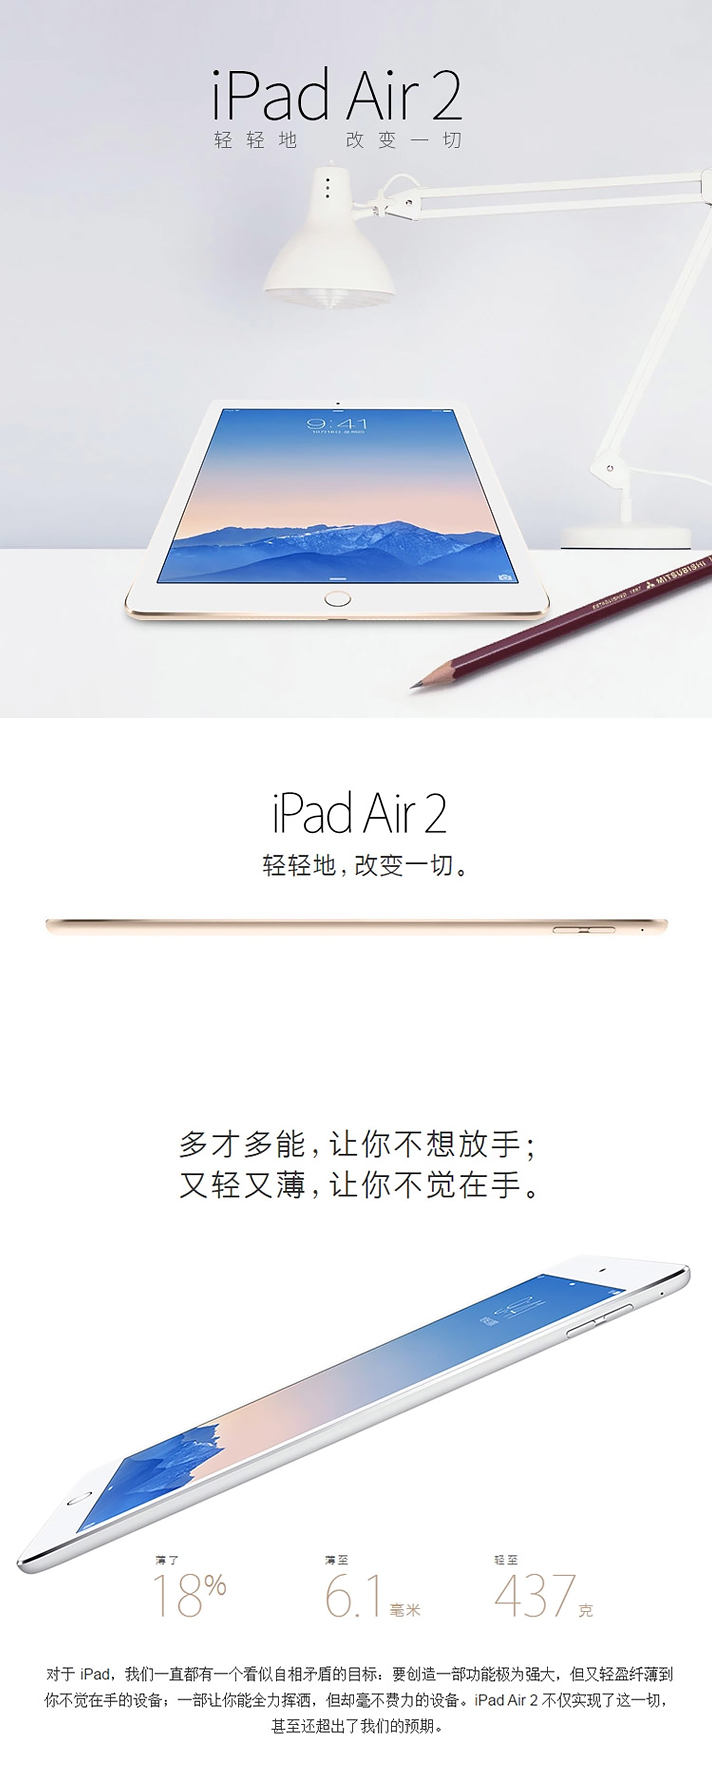 iPad Air 2
轻轻地 改变一切
9:41
ESTABLISHED 1887 MITSUBISHI
iPad Air 2
轻轻地，改变一切。
多才多能，让你不想放手；
又轻又薄，让你不觉在手。
薄了 薄至 轻至
18% 6.1毫米 437克
对于 iPad，我们一直都有一个看似自相矛盾的目标：要创造一部功能极为强大，但又轻盈纤薄到
你不觉在手的设备；一部让你能全力挥洒，但却毫不费力的设备。iPad Air 2 不仅实现了这一切，
甚至还超出了我们的预期。